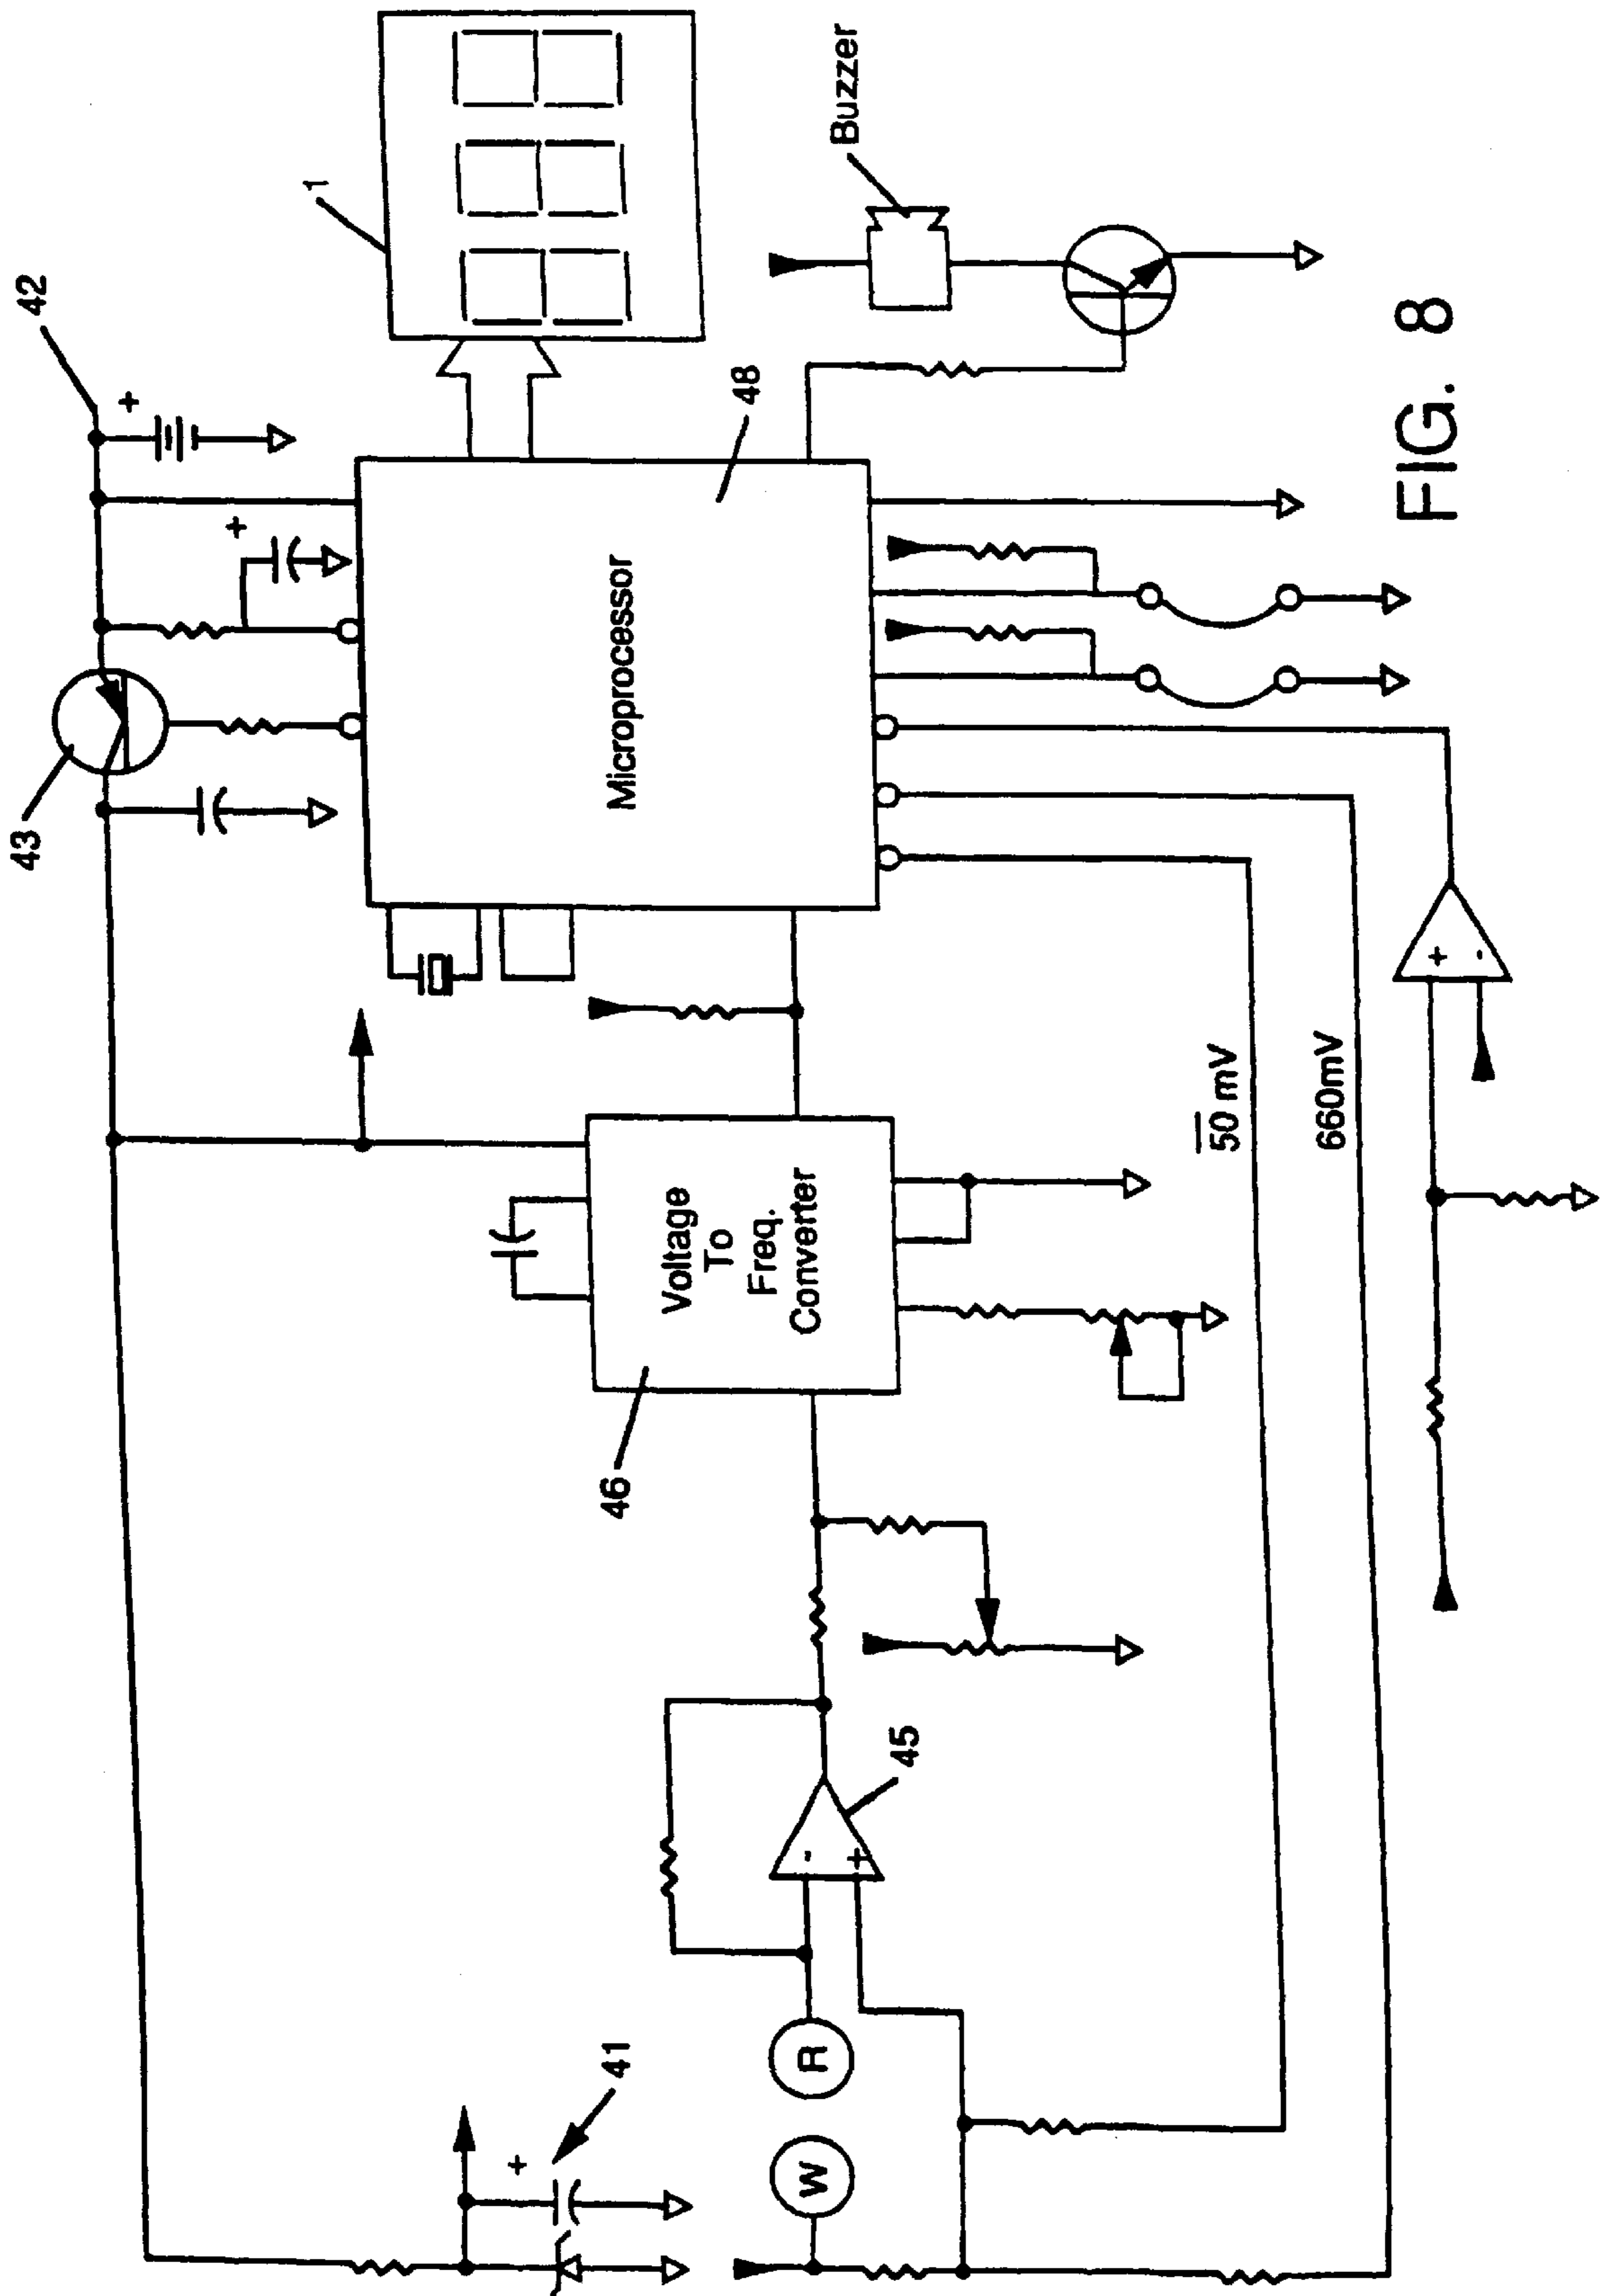 43
42
1
Buzzer
Microprocessor
48
+
+
46
Voltage
To
Freq.
Converter
50 mV
660mV
+
-
45
-
+
R
W
41
+
FIG. 8